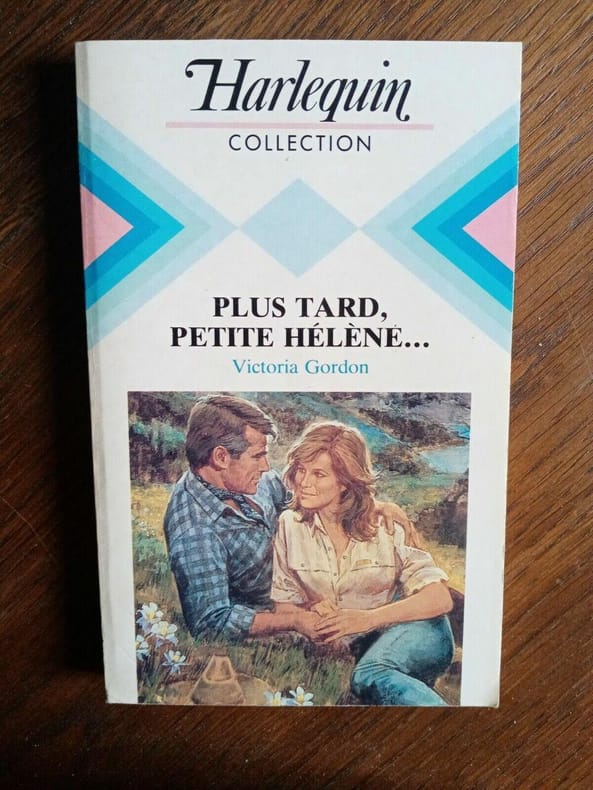 Harlequin
COLLECTION
PLUS TARD,
PETITE HÉLÈNE...
Victoria Gordon